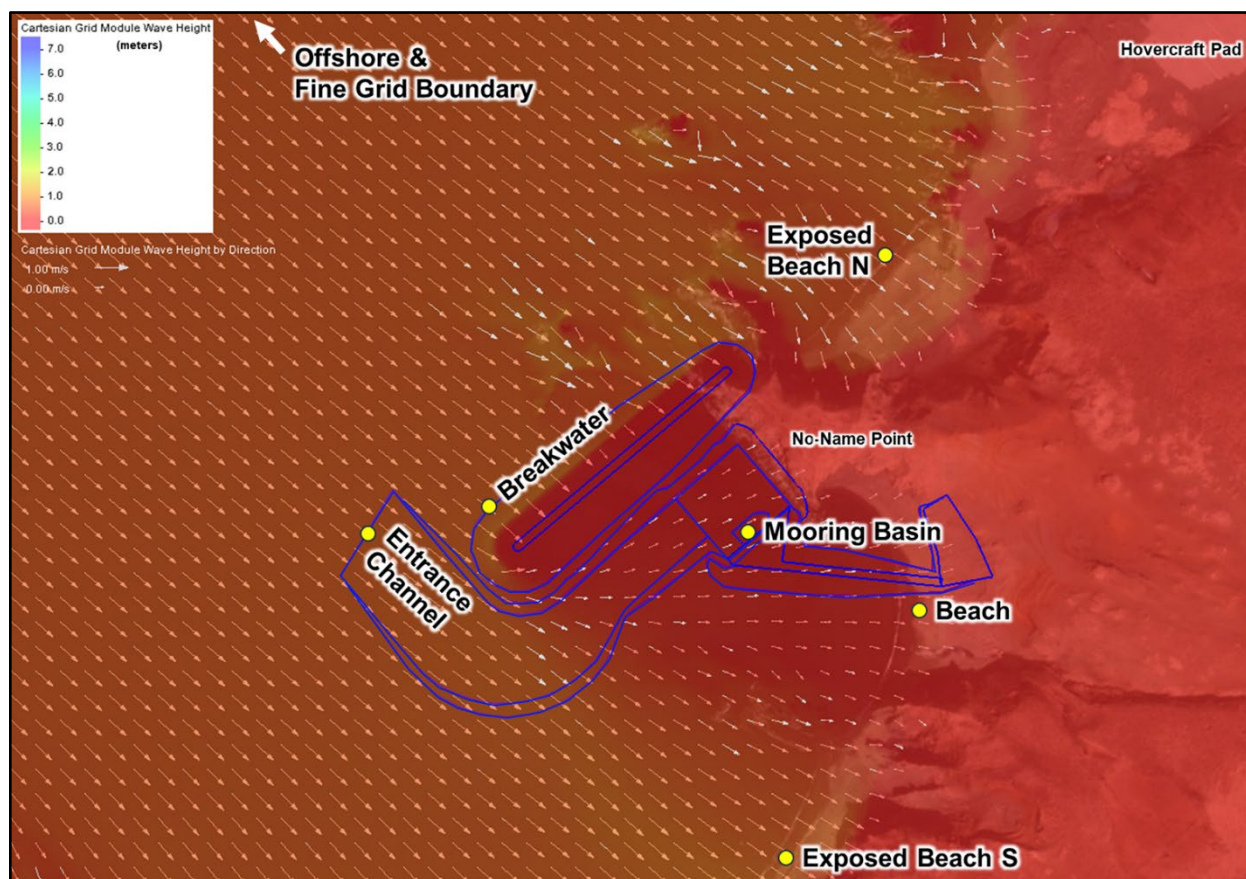 Cartesian Grid Module Wave Height
(meters)
7.0
6.0
5.0
4.0
3.0
2.0
1.0
0.0
Cartesian Grid Module Wave Height by Direction
1.00 m/s
0.00 m/s
Offshore &
Fine Grid Boundary
Hovercraft Pad
Exposed
Beach N
No-Name Point
Breakwater
Entrance
Channel
Mooring Basin
Beach
Exposed Beach S